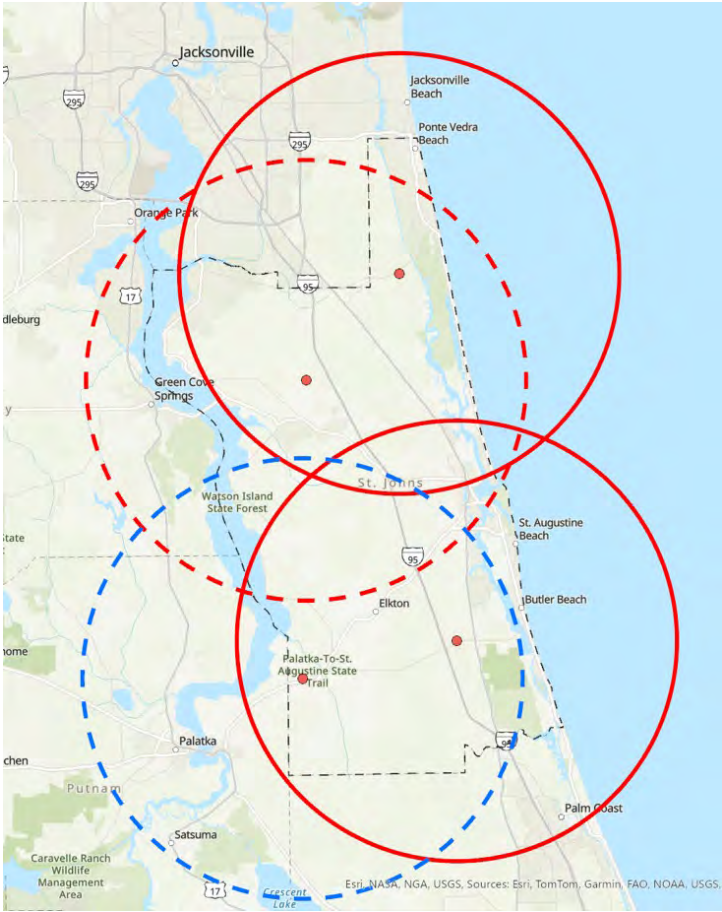 Jacksonville
Jacksonville
Beach
295
Ponte Vedra
Beach
295
295
Orange Park
95
17
dleburg
Green Cove
Springs
y
St. Johns
Watson Island
State Forest
St. Augustine
Beach
State
95
Butler Beach
Elkton
nome
Palatka-To-St.
Augustine State
Trail
Palatka
95
chen
Putnam
Palm Coast
Satsuma
Caravelle Ranch
Wildlife
Management
Area
17
Crescent
Lake
Esri, NASA, NGA, USGS, Sources: Esri, TomTom, Garmin, FAO, NOAA, USGS,